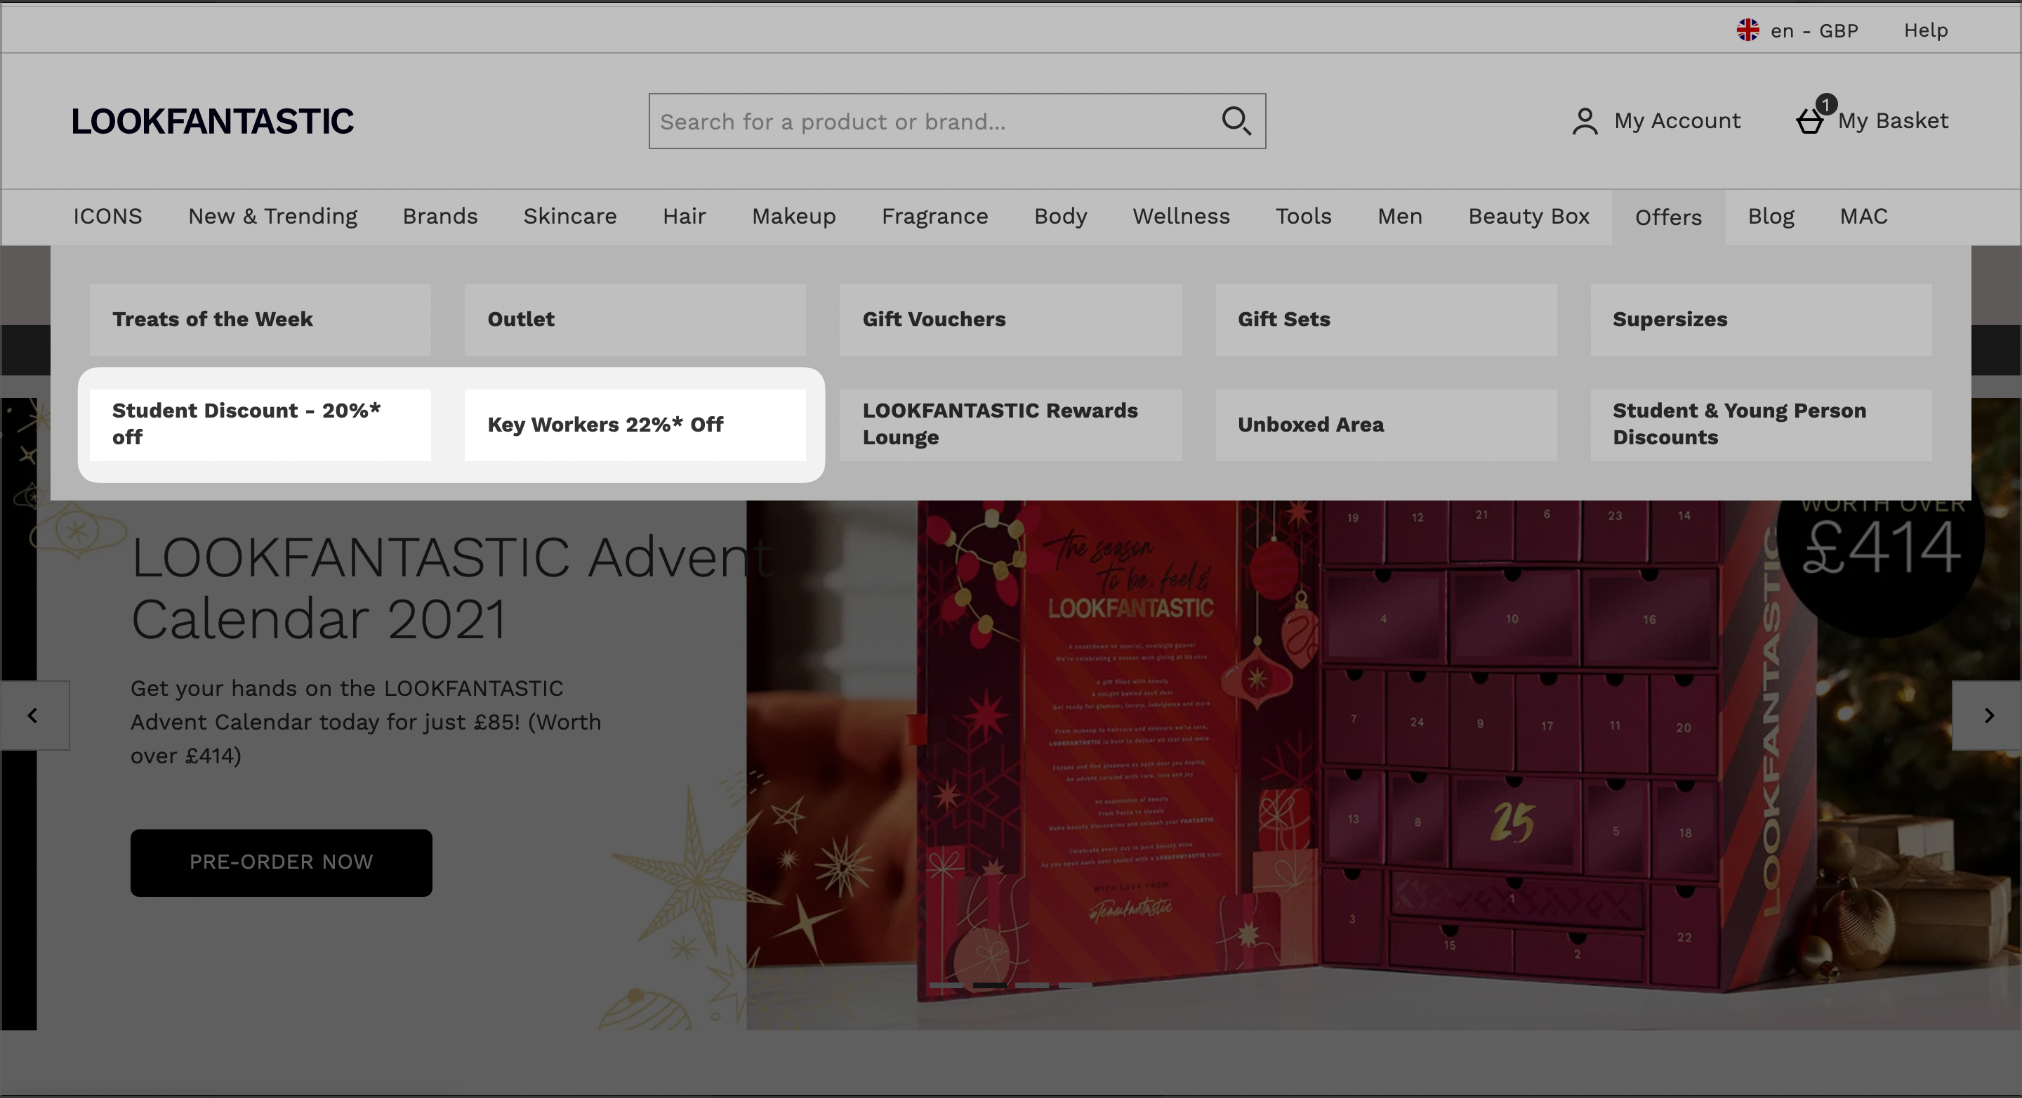 en - GBP
Help
LOOKFANTASTIC
Search for a product or brand...
My Account
1
My Basket
ICONS
New & Trending
Brands
Skincare
Hair
Makeup
Fragrance
Body
Wellness
Tools
Men
Beauty Box
Offers
Blog
MAC
Treats of the Week
Outlet
Gift Vouchers
Gift Sets
Supersizes
Student Discount - 20%*
off
Key Workers 22%* Off
LOOKFANTASTIC Rewards
Lounge
Unboxed Area
Student & Young Person
Discounts
LOOKFANTASTIC Advent
Calendar 2021
Get your hands on the LOOKFANTASTIC
Advent Calendar today for just £85! (Worth
over £414)
PRE-ORDER NOW
The season
to be, feel &
LOOKFANTASTIC
WITH LOVE FROM
#TeamFantastic
19
12
21
6
23
14
4
10
16
7
24
9
17
11
20
13
8
25
5
18
3
1
15
2
22
LOOKFANTASTIC
WORTH OVER
£414